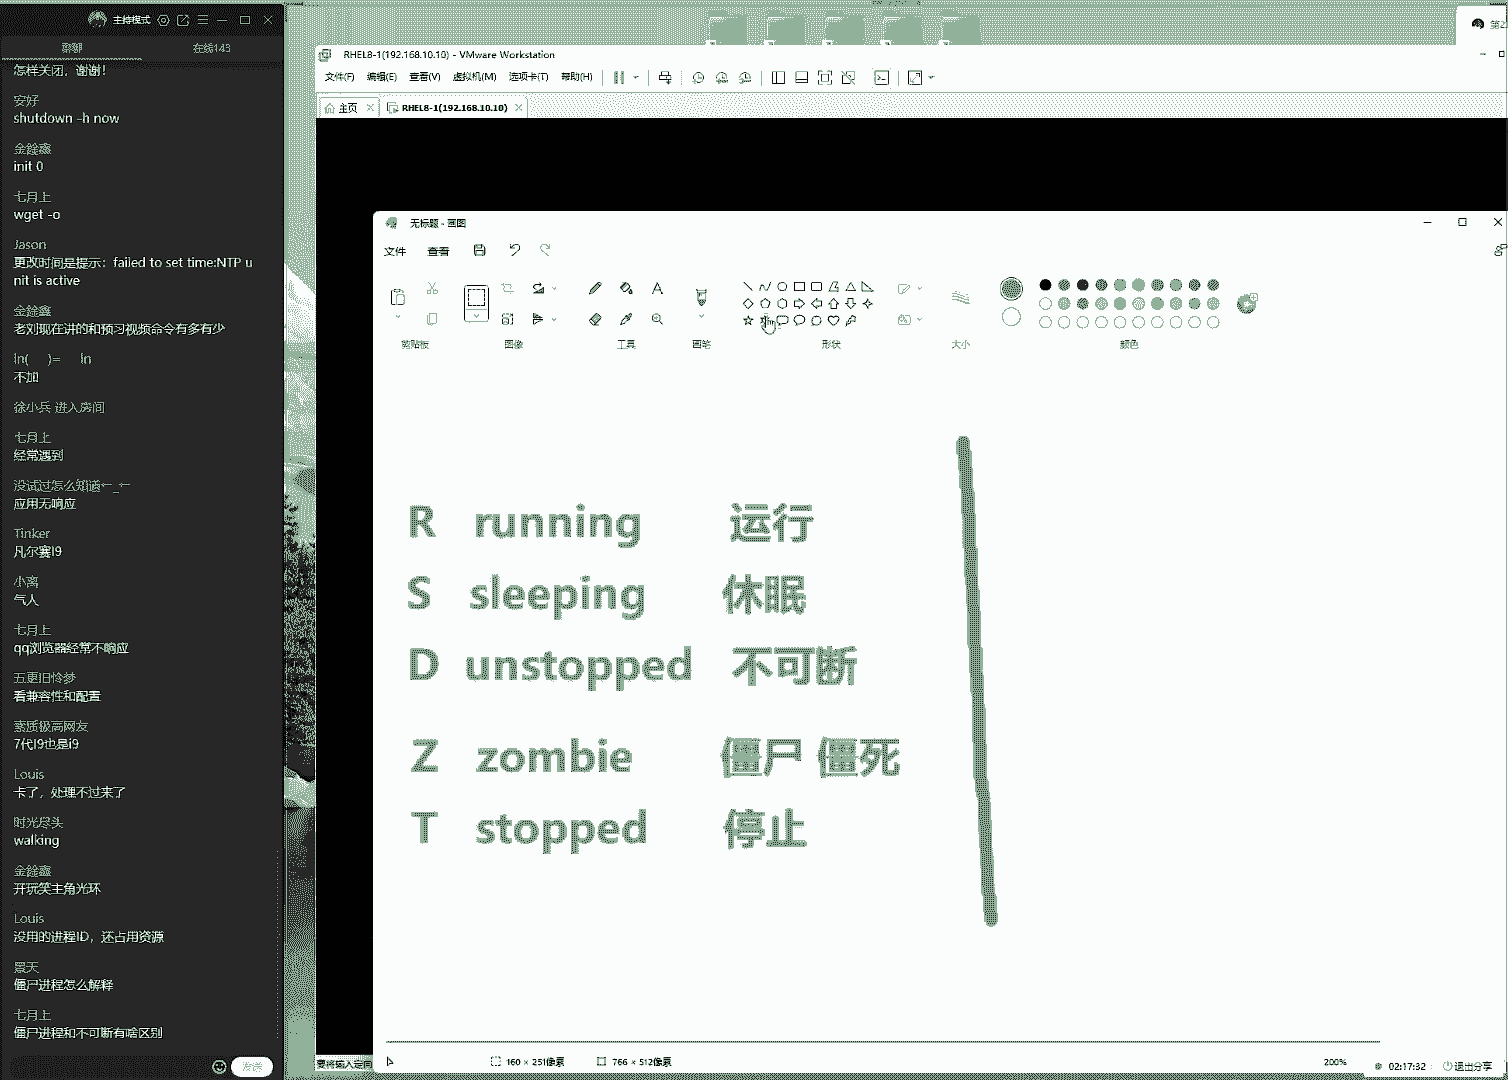 主持模式
聊聊
在线143
怎样关闭，谢谢！
安好
shutdown -h now
金鑫鑫
init 0
七月上
wget -o
Jason
更改时间是提示：failed to set time:NTP u
nit is active
金鑫鑫
老刘现在讲的和预习视频命令有多有少
ln( )= ln
不加
徐小兵 进入房间
七月上
经常遇到
没试过怎么知道←_←
应用无响应
Tinker
凡尔赛I9
小离
气人
七月上
qq浏览器经常不响应
五更旧怜梦
看兼容性和配置
素质极高网友
7代I9也是i9
Louis
卡了，处理不过来了
时光尽头
walking
金鑫鑫
开玩笑主角光环
Louis
没用的进程ID，还占用资源
景天
僵尸进程怎么解释
七月上
僵尸进程和不可断有啥区别
发送
RHEL8-1(192.168.10.10) - VMware Workstation
文件(F) 编辑(E) 查看(V) 虚拟机(M) 选项卡(T) 帮助(H)
主页
RHEL8-1(192.168.10.10)
无标题 - 画图
文件 查看
剪贴板 图像 工具 画笔 形状 大小 颜色
R running 运行
S sleeping 休眠
D unstopped 不可断
Z zombie 僵尸 僵死
T stopped 停止
160 × 251像素
766 × 512像素
200%
要将输入定向
02:17:32
退出分享